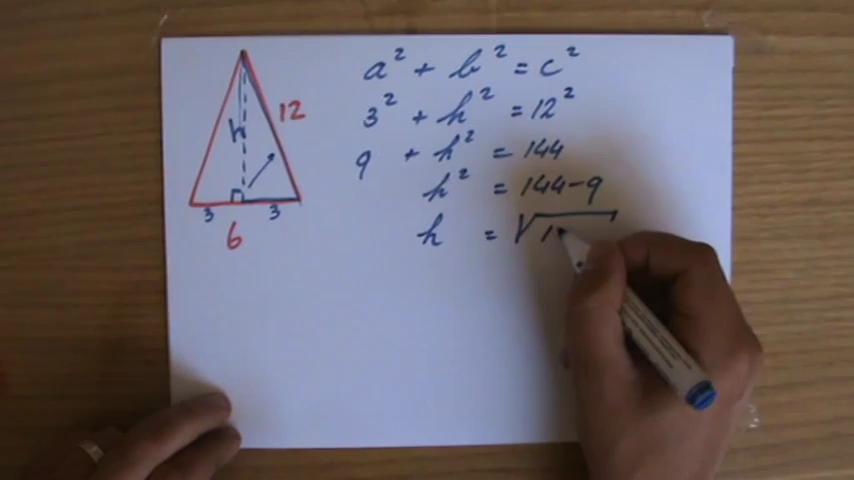 a² + b² = c²
3² + h² = 12²
9 + h² = 144
h² = 144-9
h = √1
12
h
3 3
6